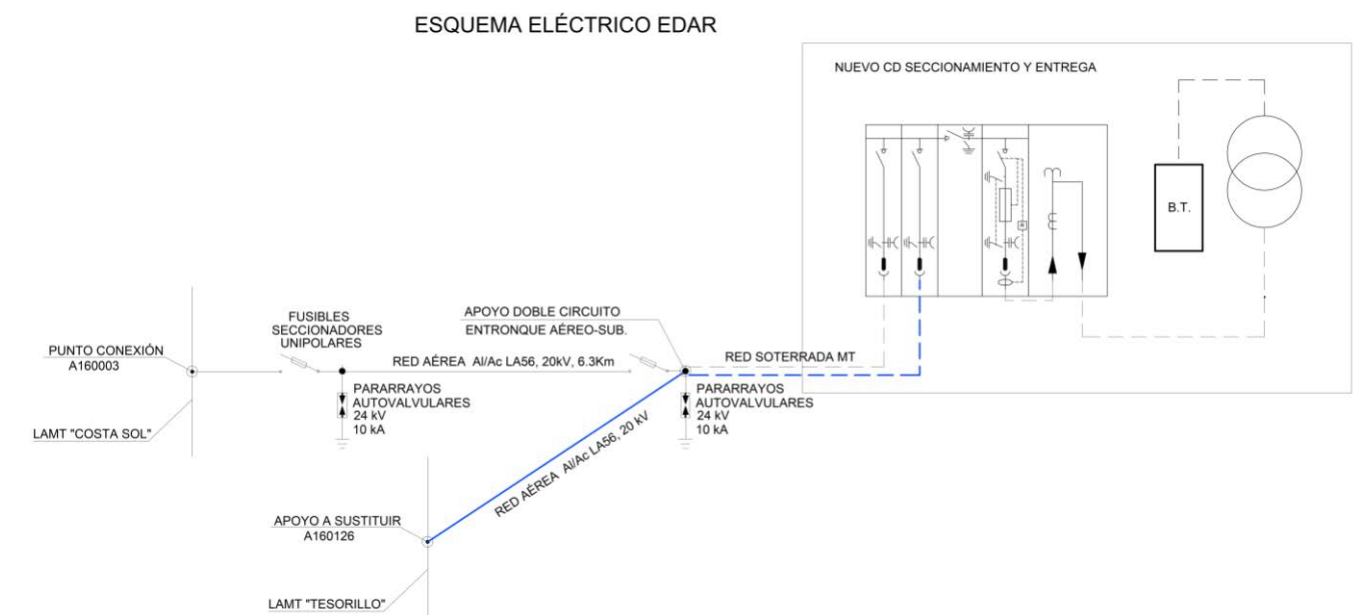 ESQUEMA ELÉCTRICO EDAR
NUEVO CD SECCIONAMIENTO Y ENTREGA
B.T.
PUNTO CONEXIÓN
A160003
FUSIBLES
SECCIONADORES
UNIPOLARES
APOYO DOBLE CIRCUITO
ENTRONQUE AÉREO-SUB.
RED AÉREA Al/Ac LA56, 20kV, 6.3Km
RED SOTERRADA MT
PARARRAYOS
AUTOVALVULARES
24 kV
10 kA
PARARRAYOS
AUTOVALVULARES
24 kV
10 kA
LAMT "COSTA SOL"
RED AÉREA Al/Ac LA56, 20 kV
APOYO A SUSTITUIR
A160126
LAMT "TESORILLO"